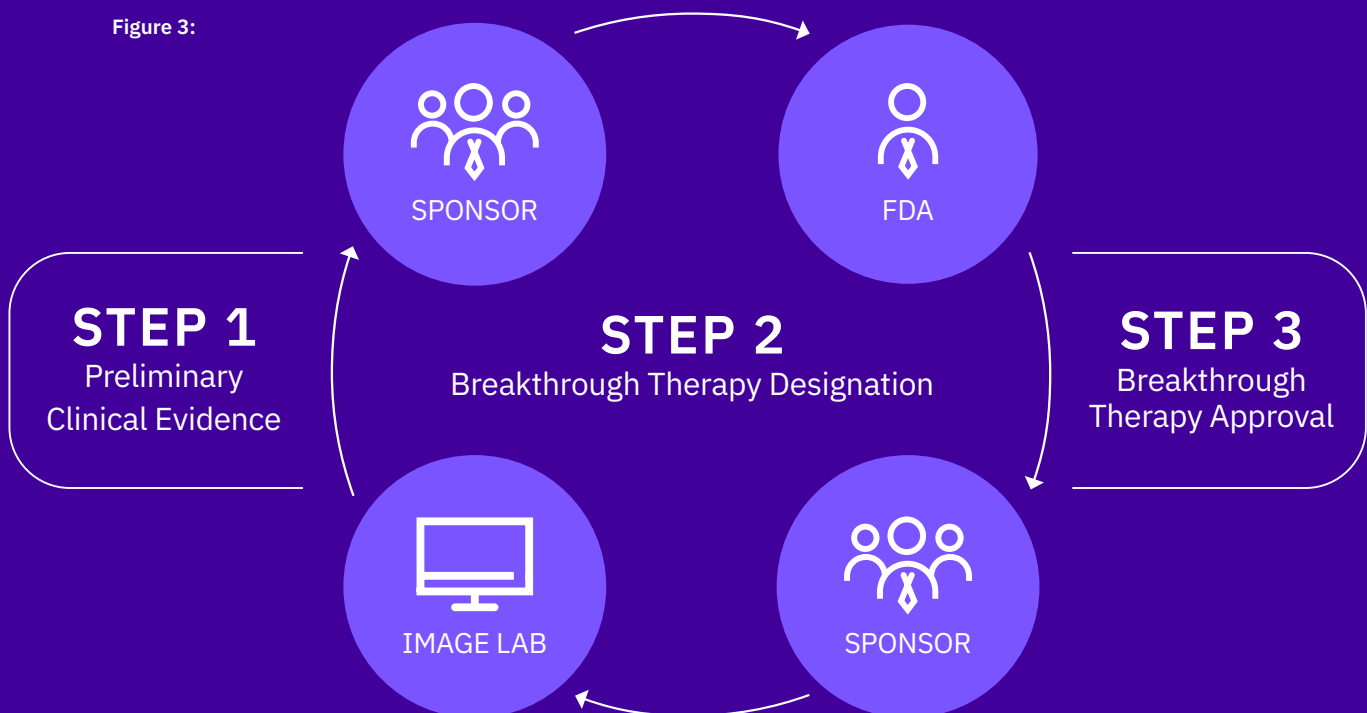 Figure 3:
SPONSOR
FDA
STEP 1
Preliminary
Clinical Evidence
STEP 2
Breakthrough Therapy Designation
STEP 3
Breakthrough
Therapy Approval
IMAGE LAB
SPONSOR